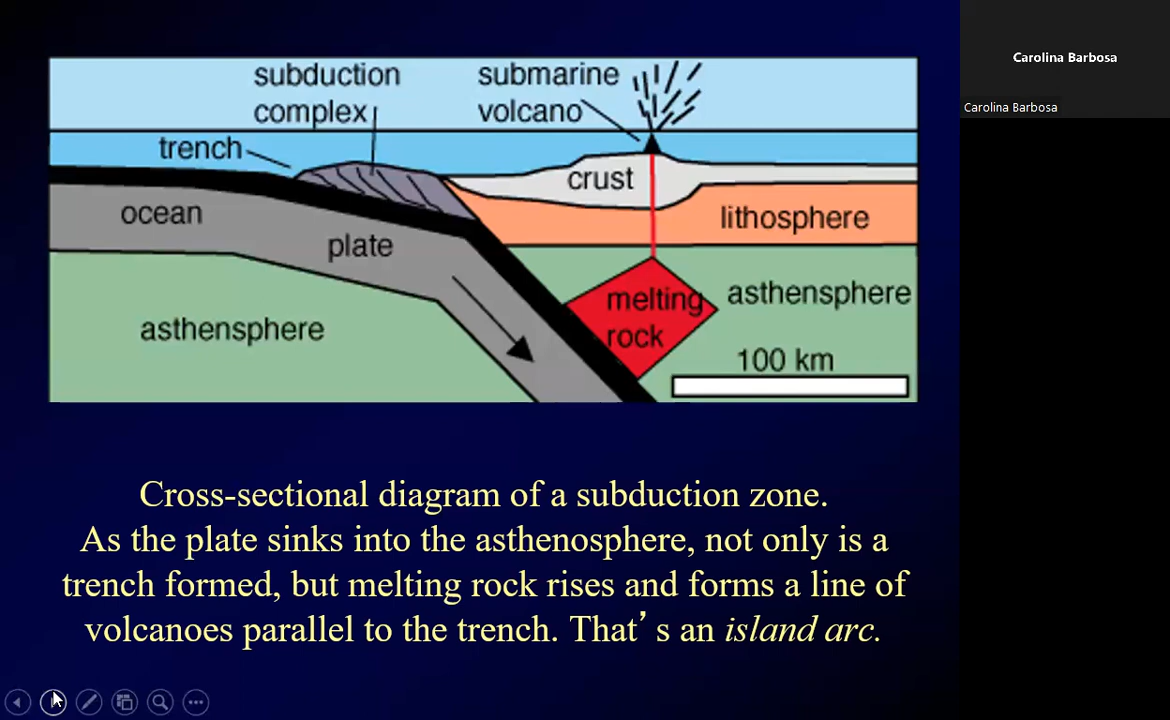 subduction
complex
submarine
volcano
trench
crust
ocean
lithosphere
plate
melting
rock
asthensphere
asthensphere
100 km
Cross-sectional diagram of a subduction zone.
As the plate sinks into the asthenosphere, not only is a
trench formed, but melting rock rises and forms a line of
volcanoes parallel to the trench. That’s an island arc.
Carolina Barbosa
Carolina Barbosa